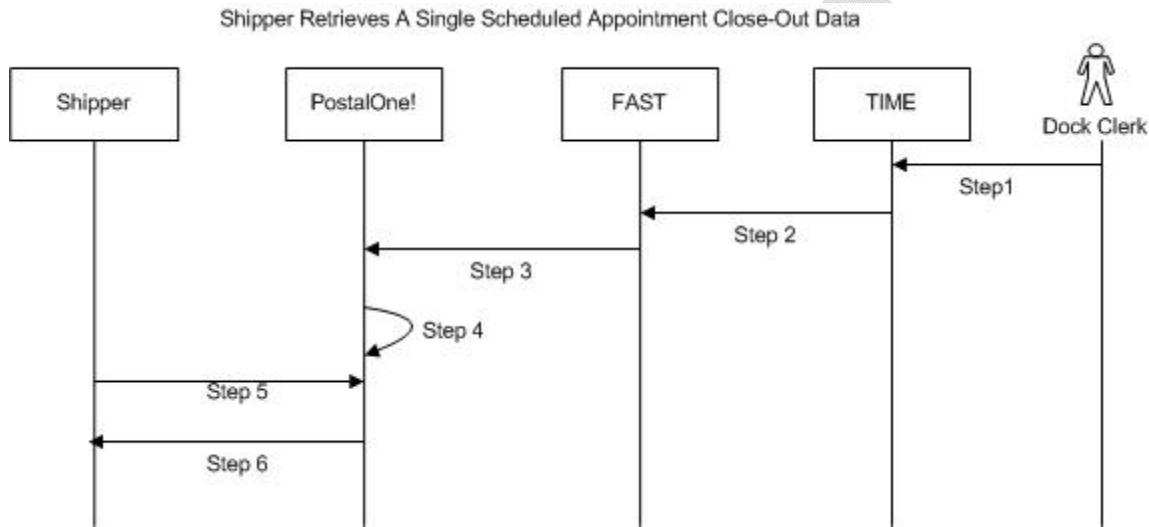 Shipper Retrieves A Single Scheduled Appointment Close-Out Data
Shipper
PostalOne!
FAST
TIME
Dock Clerk
Step1
Step 2
Step 3
Step 4
Step 5
Step 6